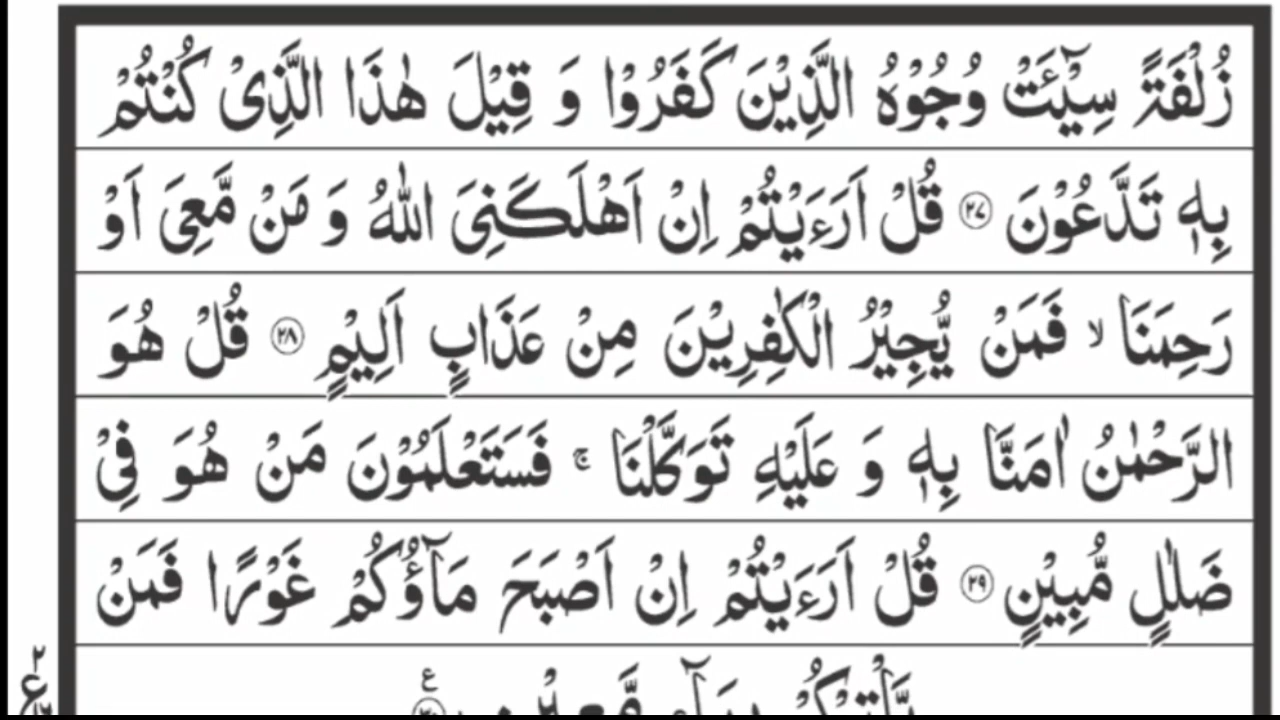 زُلْفَةً سِیْٓـَٔتْ وُجُوْهُ الَّذِیْنَ كَفَرُوْا وَ قِیْلَ هٰذَا الَّذِیْ كُنْتُمْ
بِهٖ تَدَّعُوْنَ ۲۷ قُلْ اَرَءَیْتُمْ اِنْ اَهْلَكَنِیَ اللّٰهُ وَ مَنْ مَّعِیَ اَوْ
رَحِمَنَا ۙ فَمَنْ یُّجِیْرُ الْكٰفِرِیْنَ مِنْ عَذَابٍ اَلِیْمٍ ۲۸ قُلْ هُوَ
الرَّحْمٰنُ اٰمَنَّا بِهٖ وَ عَلَیْهِ تَوَكَّلْنَا ۚ فَسَتَعْلَمُوْنَ مَنْ هُوَ فِیْ
ضَلٰلٍ مُّبِیْنٍ ۲۹ قُلْ اَرَءَیْتُمْ اِنْ اَصْبَحَ مَآؤُكُمْ غَوْرًا فَمَنْ